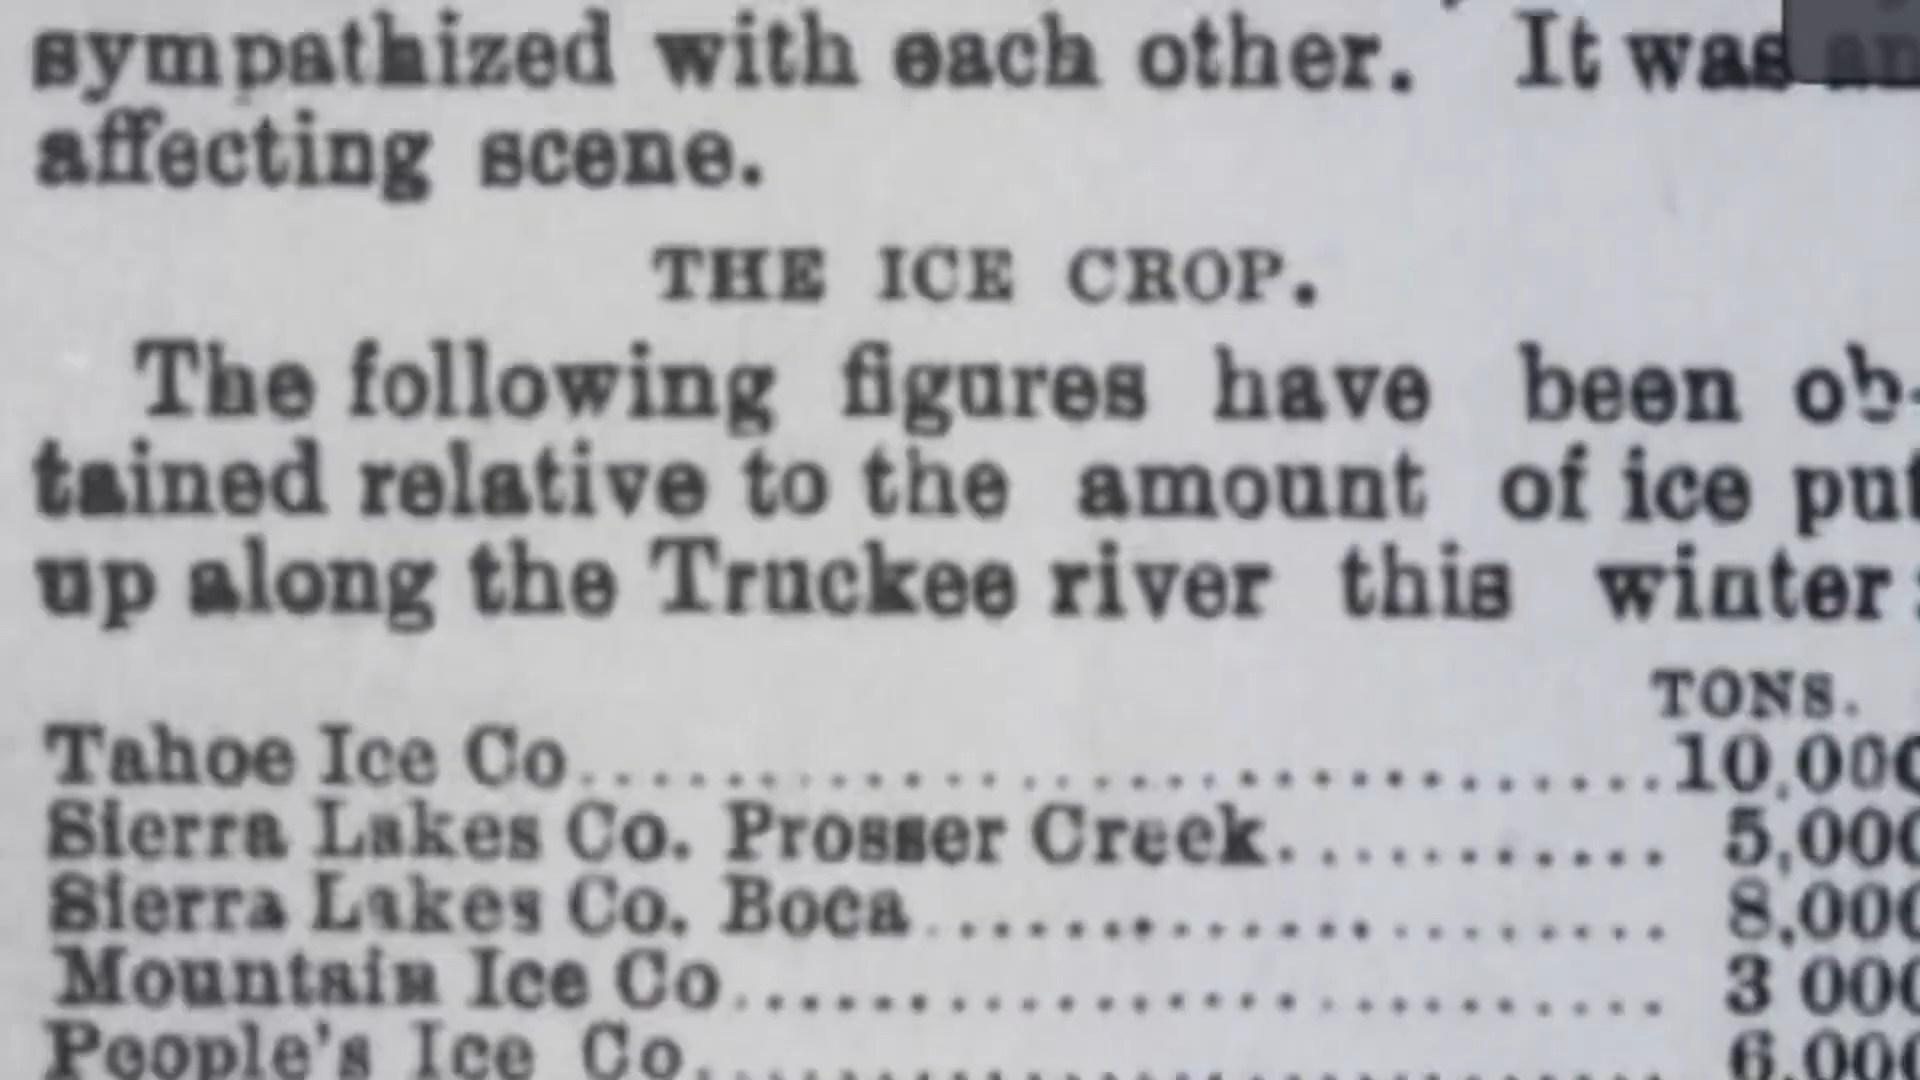 sympathized with each other. It was an
affecting scene.
THE ICE CROP.
The following figures have been ob-
tained relative to the amount of ice put
up along the Truckee river this winter:
TONS.
Tahoe Ice Co..............................10,000
Sierra Lakes Co. Prosser Creek........... 5,000
Sierra Lakes Co. Boca.................... 8,000
Mountain Ice Co.......................... 3 000
People's Ice Co.......................... 6,000